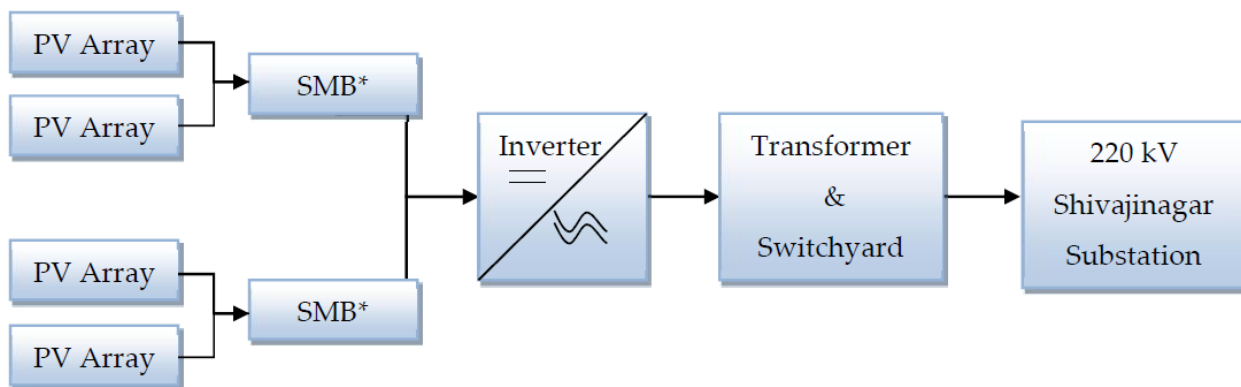 PV Array
PV Array
SMB*
PV Array
PV Array
SMB*
Inverter
Transformer
&
Switchyard
220 kV
Shivajinagar
Substation